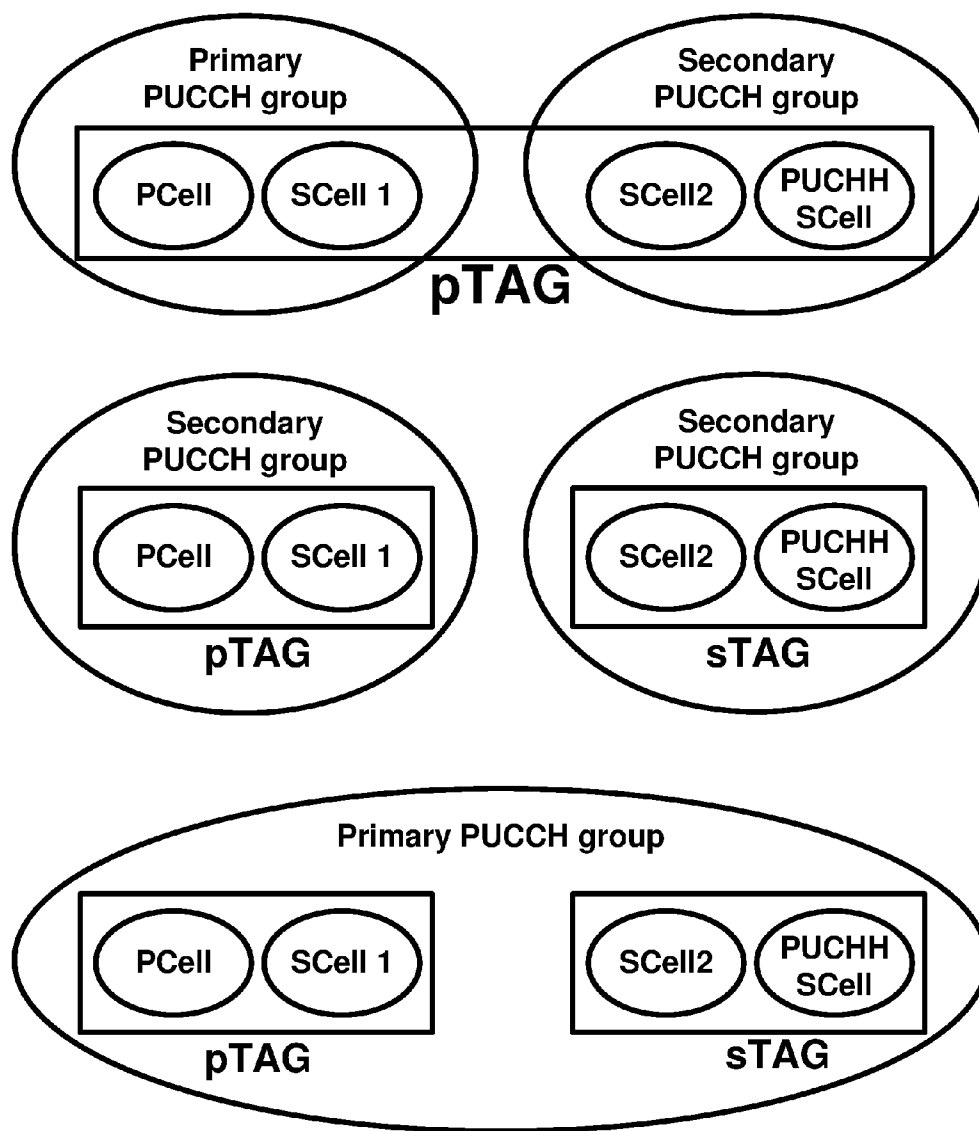 Primary
PUCCH group
Secondary
PUCCH group
PCell
SCell 1
SCell2
PUCHH
SCell
pTAG
Secondary
PUCCH group
Secondary
PUCCH group
PCell
SCell 1
SCell2
PUCHH
SCell
pTAG
sTAG
Primary PUCCH group
PCell
SCell 1
SCell2
PUCHH
SCell
pTAG
sTAG